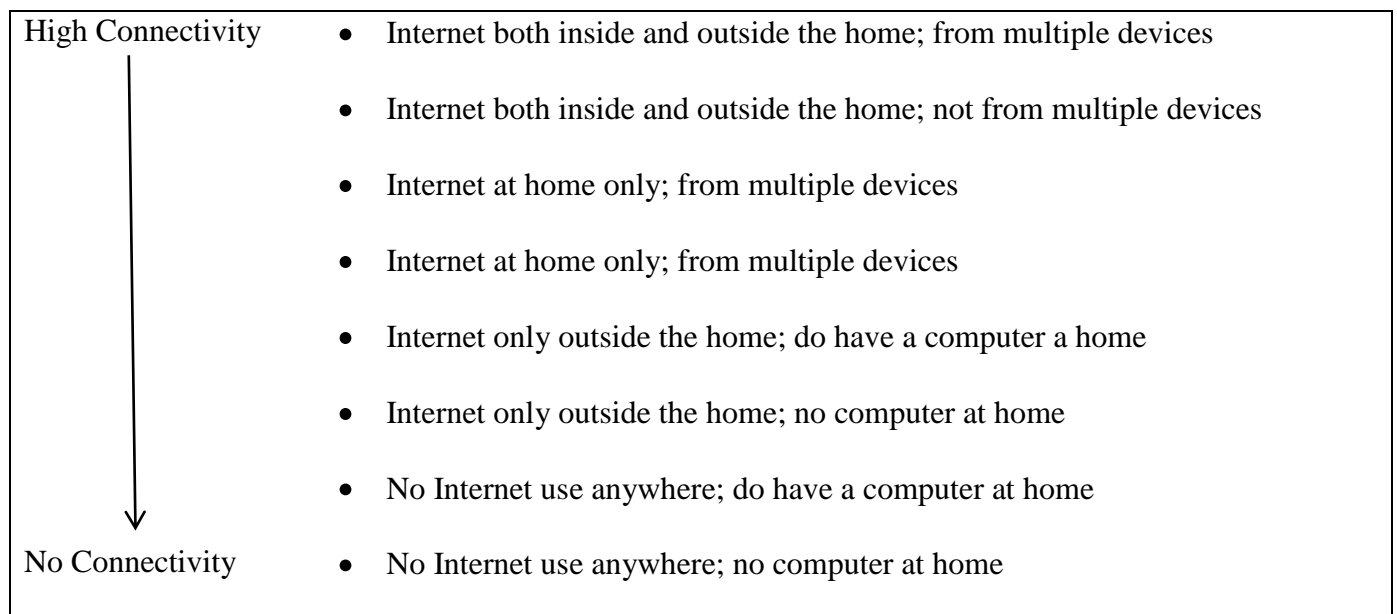 High Connectivity • Internet both inside and outside the home; from multiple devices
• Internet both inside and outside the home; not from multiple devices
• Internet at home only; from multiple devices
• Internet at home only; from multiple devices
• Internet only outside the home; do have a computer a home
• Internet only outside the home; no computer at home
• No Internet use anywhere; do have a computer at home
No Connectivity • No Internet use anywhere; no computer at home